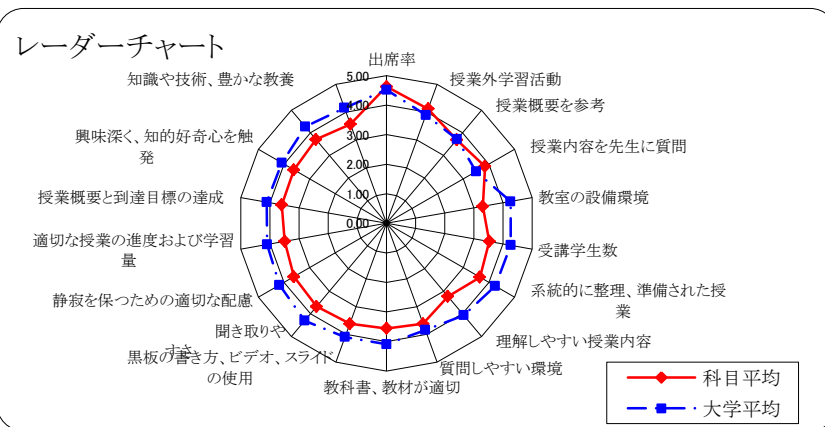 レーダーチャート
出席率
授業外学習活動
授業概要を参考
授業内容を先生に質問
教室の設備環境
受講学生数
系統的に整理、準備された授
業
理解しやすい授業内容
質問しやすい環境
教科書、教材が適切
黒板の書き方、ビデオ、スライド
の使用
聞き取りや
すさ
静寂を保つための適切な配慮
適切な授業の進度および学習
量
授業概要と到達目標の達成
興味深く、知的好奇心を触
発
知識や技術、豊かな教養
5.00
4.00
3.00
2.00
1.00
0.00
科目平均
大学平均